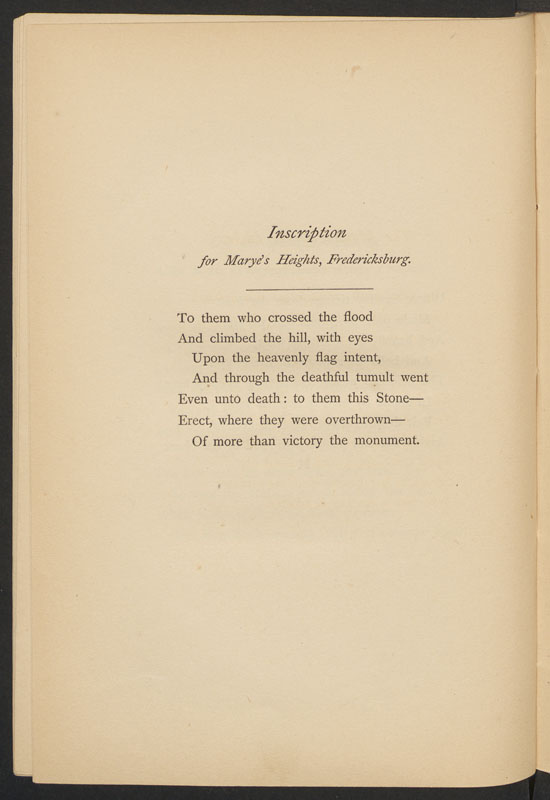 Inscription
for Marye's Heights, Fredericksburg.
To them who crossed the flood
And climbed the hill, with eyes
Upon the heavenly flag intent,
And through the deathful tumult went
Even unto death: to them this Stone—
Erect, where they were overthrown—
Of more than victory the monument.